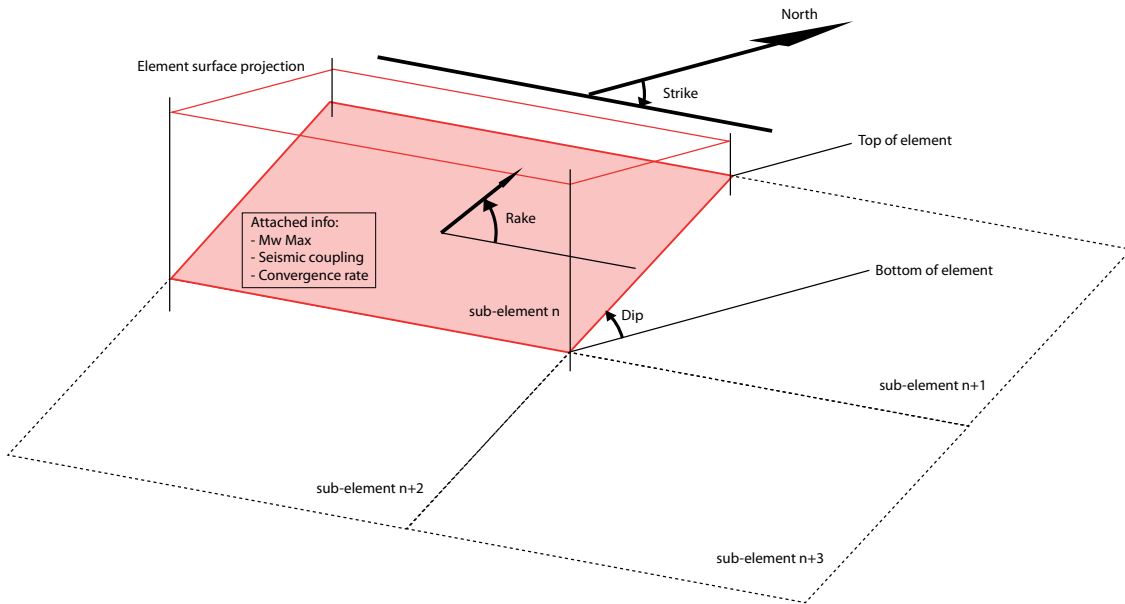 North
Element surface projection
Strike
Top of element
Rake
Attached info:
- Mw Max
- Seismic coupling
- Convergence rate
Bottom of element
sub-element n
Dip
sub-element n+1
sub-element n+2
sub-element n+3